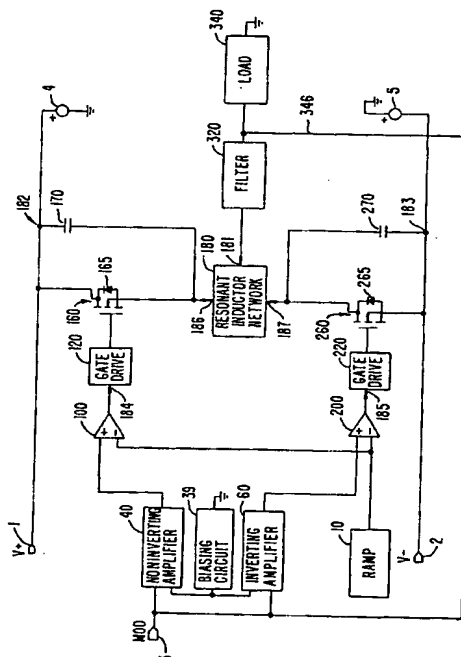 V+
1
182
4
+
170
160
165
120
GATE
DRIVE
184
100
+
-
40
NONINVERTING
AMPLIFIER
39
BIASING
CIRCUIT
60
INVERTING
AMPLIFIER
MOD
186
180
181
RESONANT
INDUCTOR
NETWORK
187
320
FILTER
340
LOAD
346
270
183
5
+
260
265
220
GATE
DRIVE
185
200
+
-
10
RAMP
V-
2